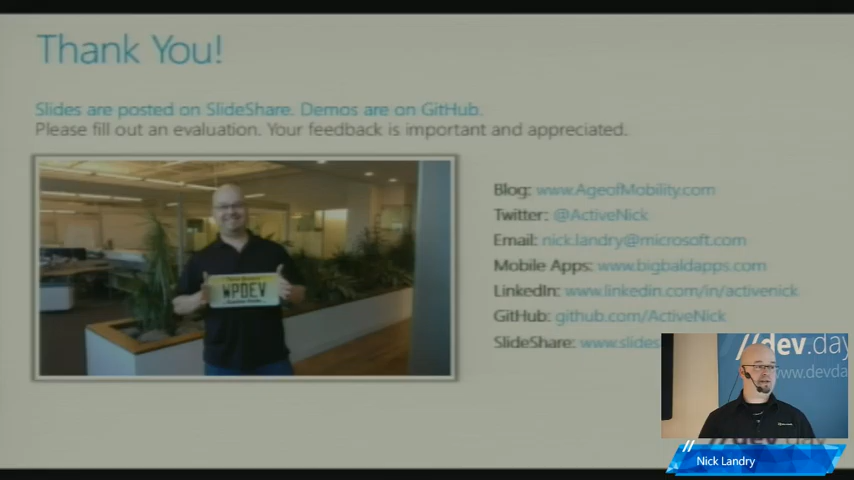 Thank You!
Slides are posted on SlideShare. Demos are on GitHub.
Please fill out an evaluation. Your feedback is important and appreciated.
WPDEV
Blog: www.AgeofMobility.com
Twitter: @ActiveNick
Email: nick.landry@microsoft.com
Mobile Apps: www.bigbaldapps.com
LinkedIn: www.linkedin.com/in/activenick
GitHub: github.com/ActiveNick
SlideShare: www.slides
//dev.day
www.devda
Nick Landry